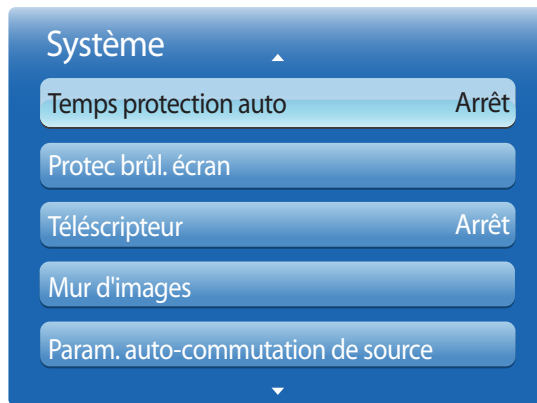 Système
Temps protection auto Arrêt
Protec brûl. écran
Téléscripteur Arrêt
Mur d'images
Param. auto-commutation de source